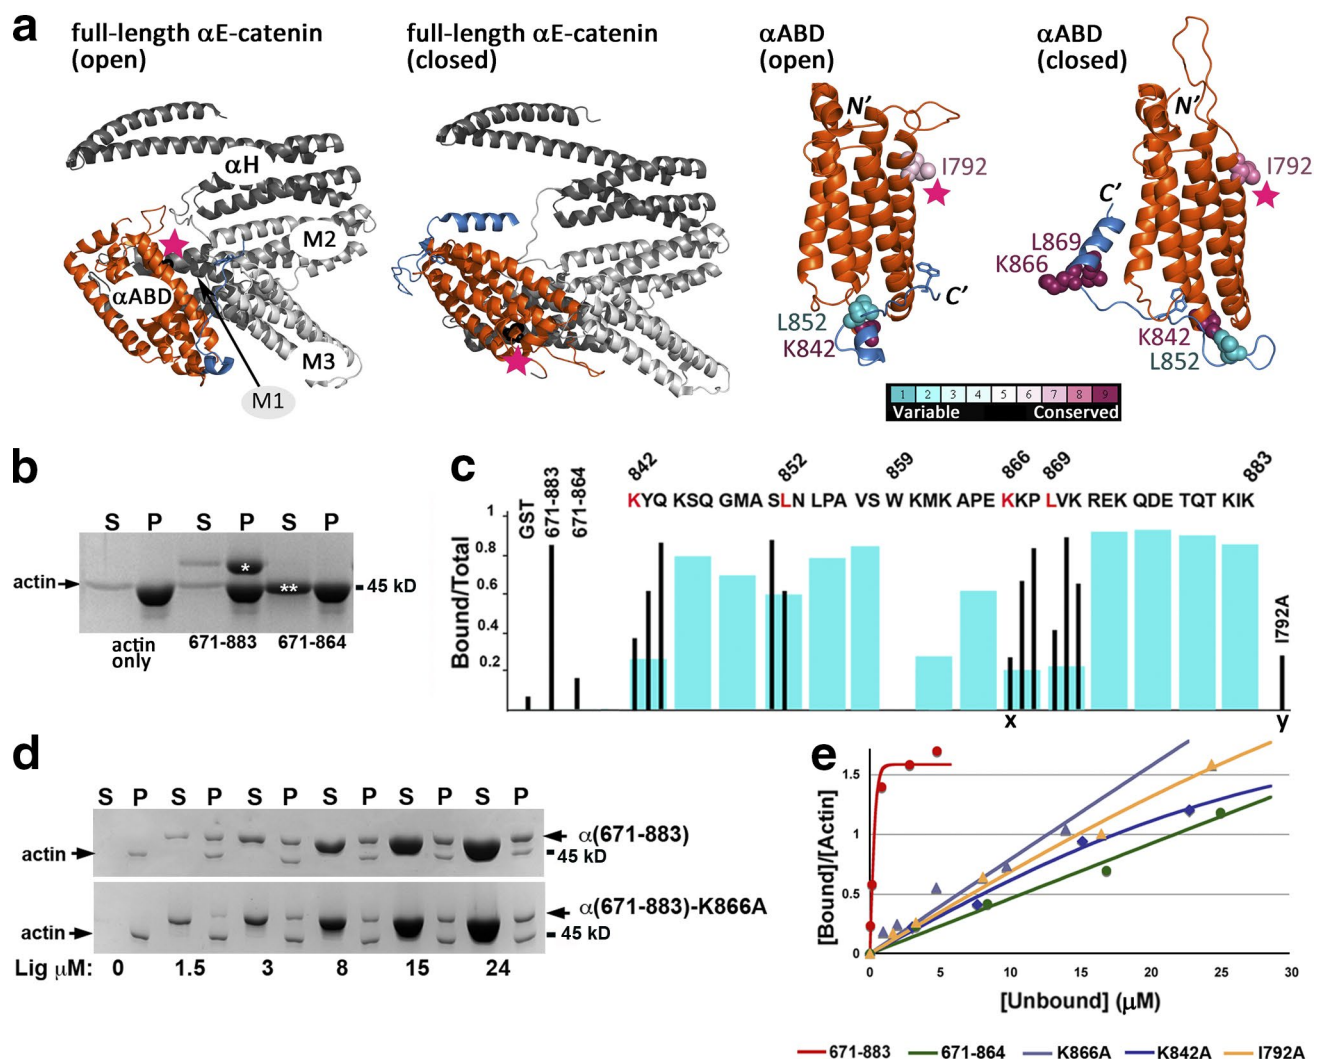 a
full-length αE-catenin
(open)
full-length αE-catenin
(closed)
αABD
(open)
αABD
(closed)
αH
M2
αABD
M3
M1
N'
I792
C'
L852
K842
N'
I792
C'
L869
K866
K842
L852
1 2 3 4 5 6 7 8 9
Variable Conserved
b
S P S P S P
actin
* **
45 kD
actin only
671-883
671-864
c
GST
671-883
671-864
842 852 859 866 869 883
KYQ KSQ GMA SLN LPA VS W KMK APE KKP LVK REK QDE TQT KIK
Bound/Total
1
0.8
0.6
0.4
0.2
I792A
x y
d
S P S P S P S P S P S P
α(671-883)
actin
45 kD
α(671-883)-K866A
actin
45 kD
Lig μM: 0 1.5 3 8 15 24
e
[Bound]/[Actin]
1.5
1
0.5
0
0 5 10 15 20 25 30
[Unbound] (μM)
671-883 671-864 K866A K842A I792A